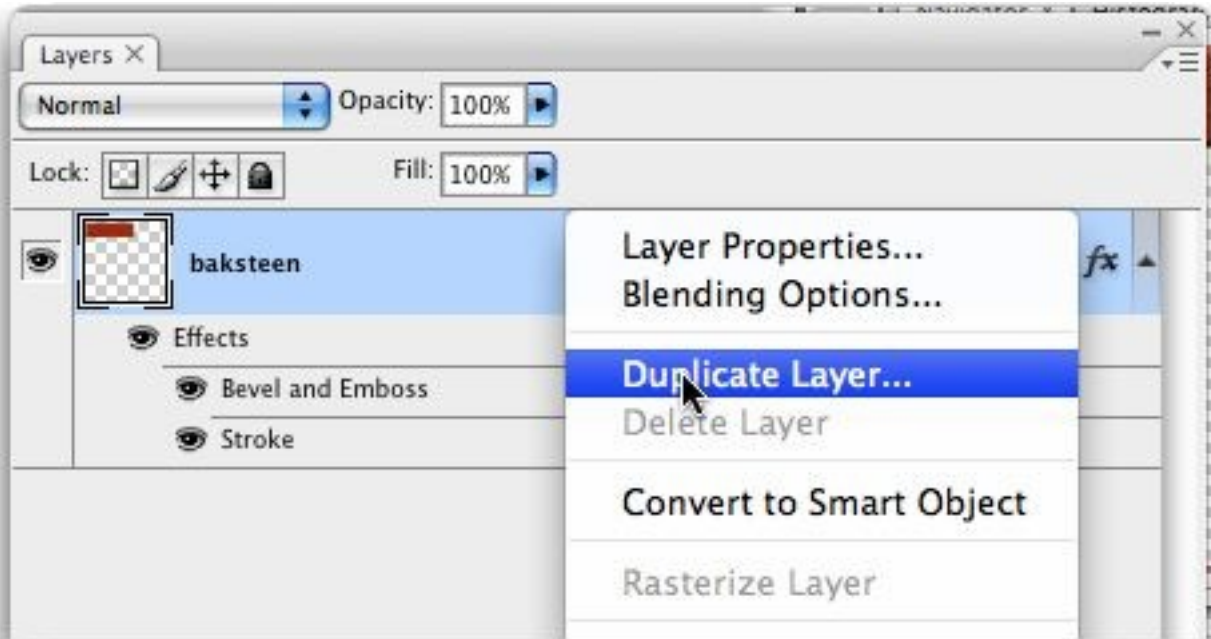 Layers
Normal Opacity: 100%
Lock: Fill: 100%
baksteen
fx
Effects
Bevel and Emboss
Stroke
Layer Properties...
Blending Options...
Duplicate Layer...
Delete Layer
Convert to Smart Object
Rasterize Layer